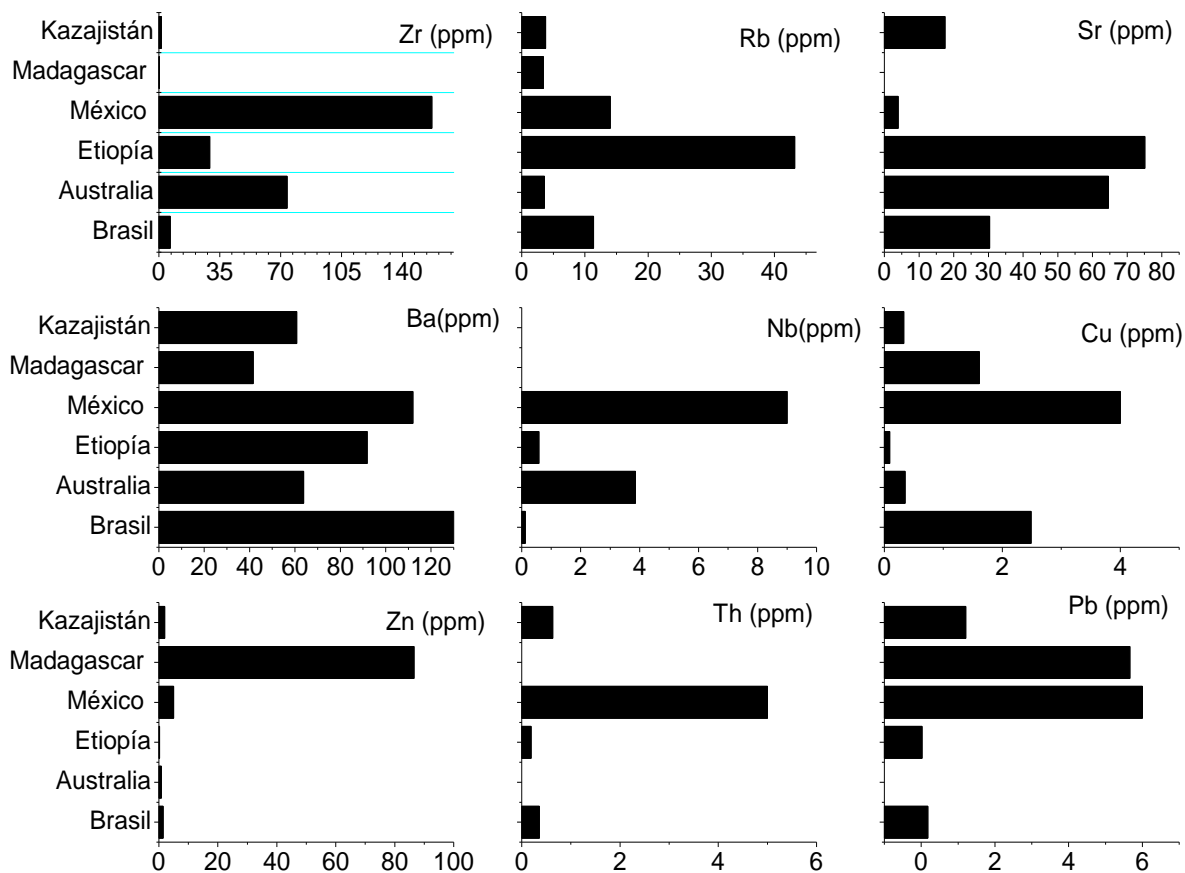 Zr (ppm)
Kazajistán
Madagascar
México
Etiopía
Australia
Brasil
0 35 70 105 140
Rb (ppm)
0 10 20 30 40
Sr (ppm)
0 10 20 30 40 50 60 70 80
Ba(ppm)
Kazajistán
Madagascar
México
Etiopía
Australia
Brasil
0 20 40 60 80 100 120
Nb(ppm)
0 2 4 6 8 10
Cu (ppm)
0 2 4
Zn (ppm)
Kazajistán
Madagascar
México
Etiopía
Australia
Brasil
0 20 40 60 80 100
Th (ppm)
0 2 4 6
Pb (ppm)
0 2 4 6